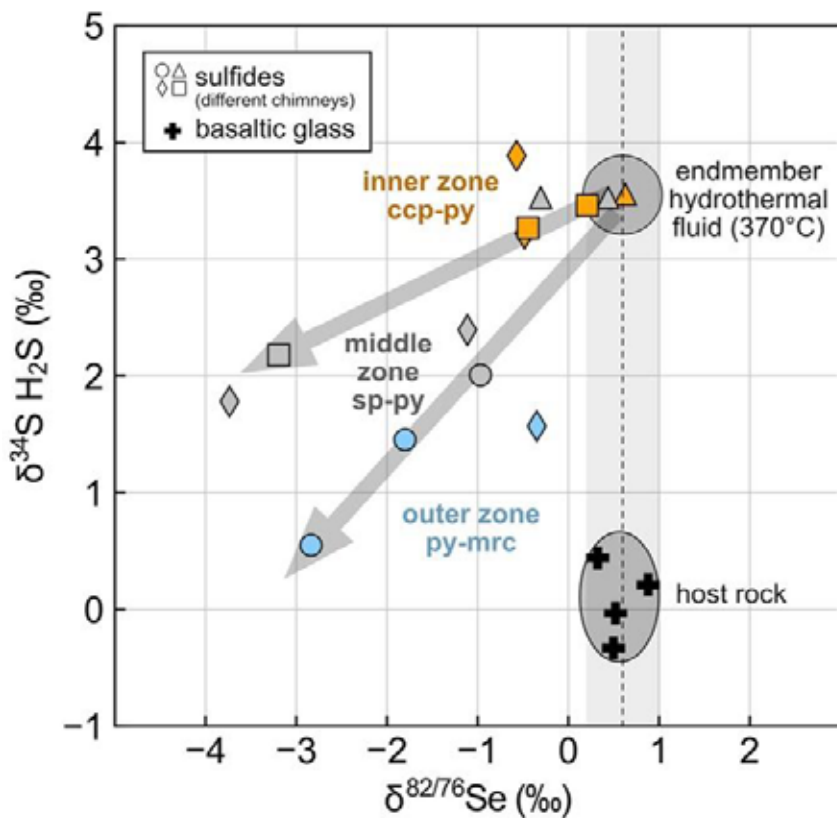 5
4
3
2
1
0
−1
δ³⁴S H₂S (‰)
sulfides
(different chimneys)
basaltic glass
inner zone
ccp-py
endmember
hydrothermal
fluid (370°C)
middle
zone
sp-py
outer zone
py-mrc
host rock
−4 −3 −2 −1 0 1 2
δ⁸²/⁷⁶Se (‰)